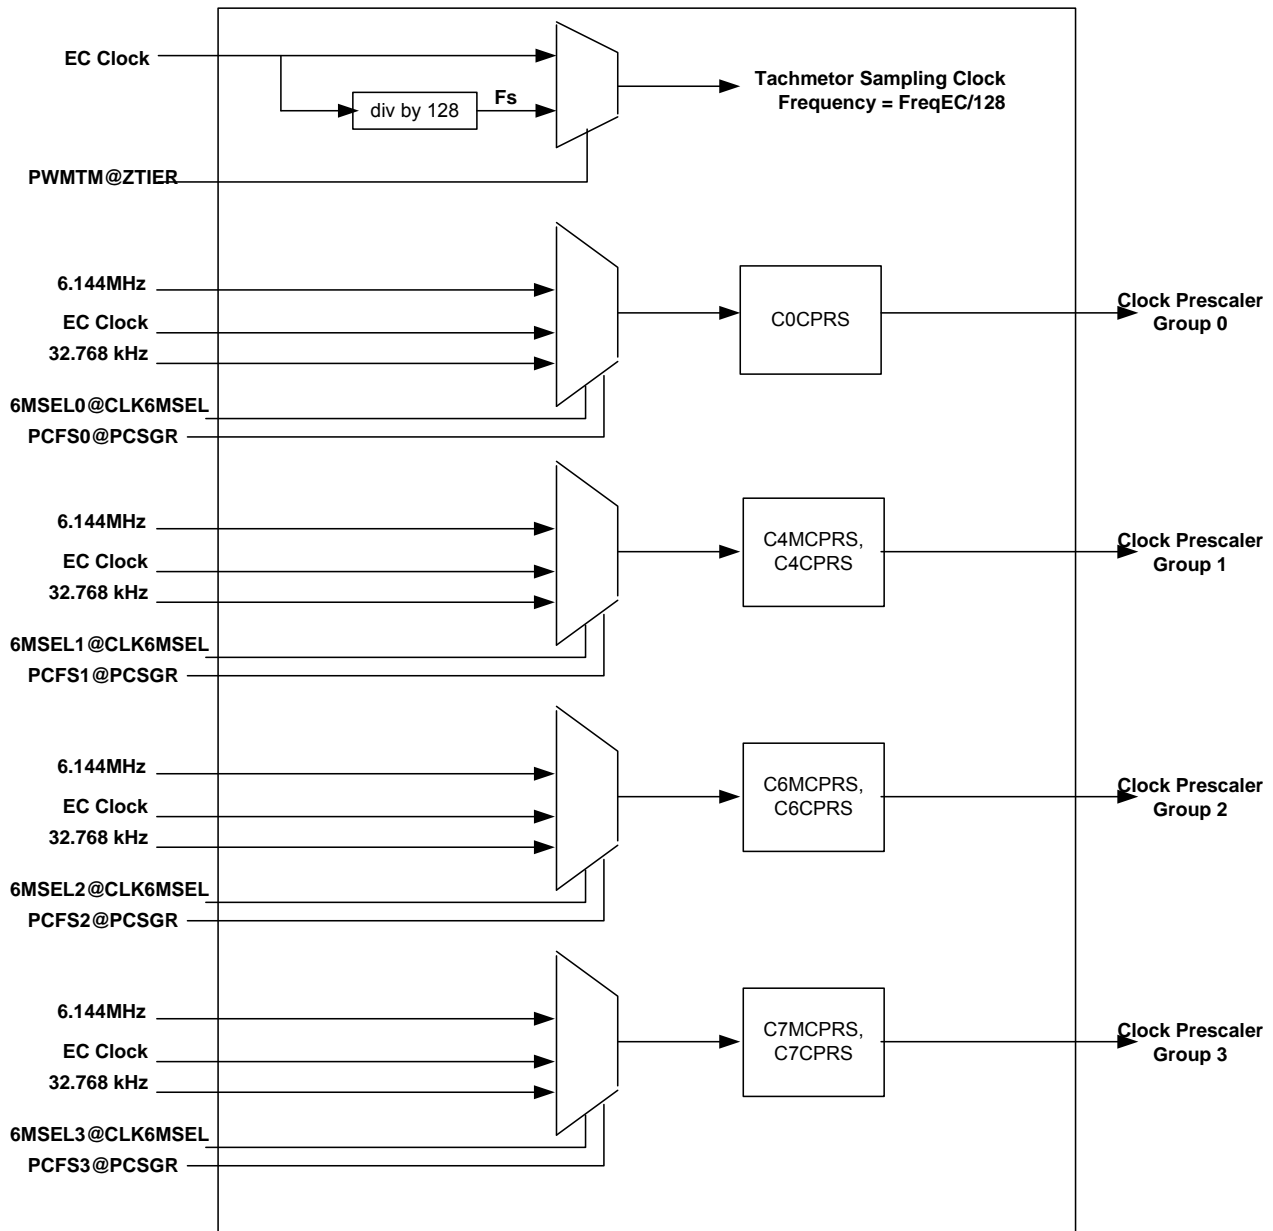 EC Clock
div by 128
Fs
Tachmetor Sampling Clock
Frequency = FreqEC/128
PWMTM@ZTIER
6.144MHz
EC Clock
32.768 kHz
6MSEL0@CLK6MSEL
PCFS0@PCSGR
C0CPRS
Clock Prescaler
Group 0
6.144MHz
EC Clock
32.768 kHz
6MSEL1@CLK6MSEL
PCFS1@PCSGR
C4MCPRS,
C4CPRS
Clock Prescaler
Group 1
6.144MHz
EC Clock
32.768 kHz
6MSEL2@CLK6MSEL
PCFS2@PCSGR
C6MCPRS,
C6CPRS
Clock Prescaler
Group 2
6.144MHz
EC Clock
32.768 kHz
6MSEL3@CLK6MSEL
PCFS3@PCSGR
C7MCPRS,
C7CPRS
Clock Prescaler
Group 3